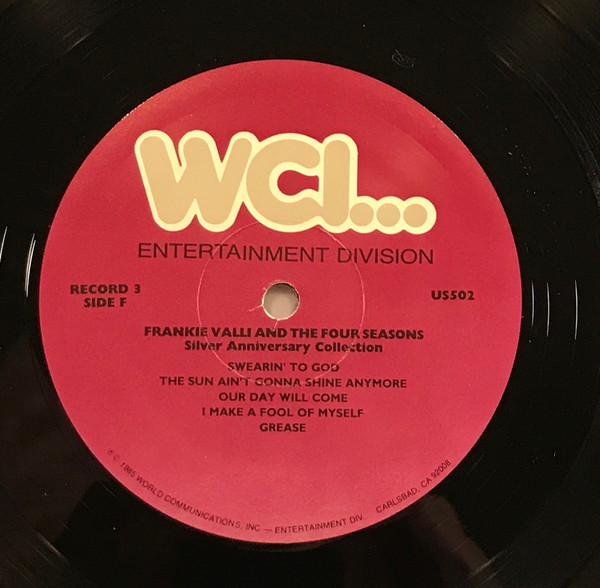 WCI...
ENTERTAINMENT DIVISION
RECORD 3
SIDE F
US502
FRANKIE VALLI AND THE FOUR SEASONS
Silver Anniversary Collection
SWEARIN' TO GOD
THE SUN AIN'T GONNA SHINE ANYMORE
OUR DAY WILL COME
I MAKE A FOOL OF MYSELF
GREASE
℗ © 1985 WORLD COMMUNICATIONS, INC — ENTERTAINMENT DIV. CARLSBAD, CA 92008